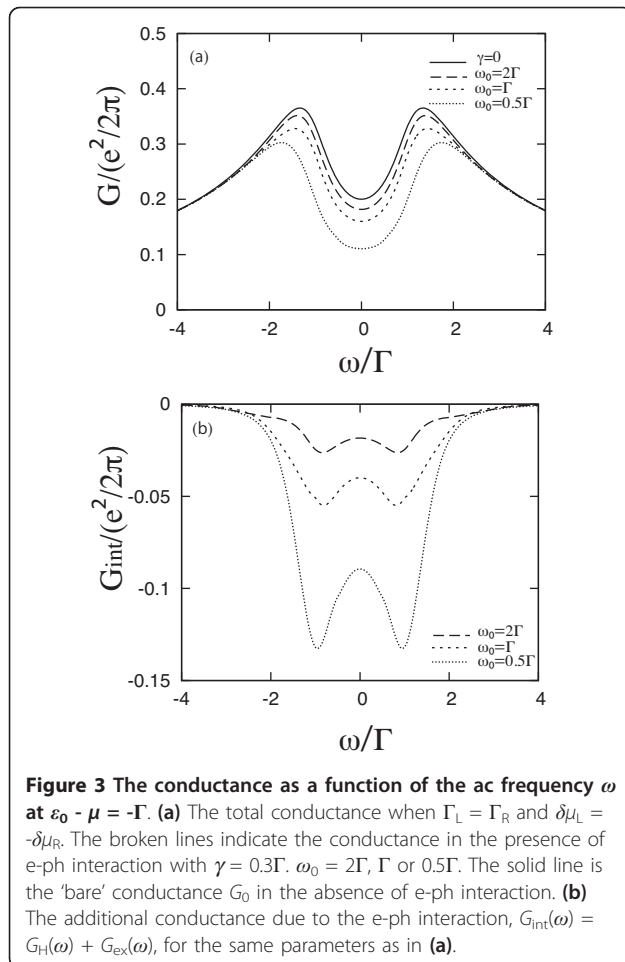 0.5
(a)
γ=0
ω₀=2Γ
ω₀=Γ
ω₀=0.5Γ
0.4
0.3
0.2
0.1
0
G/(e²/2π)
-4 -2 0 2 4
ω/Γ
0
(b)
-0.05
-0.1
-0.15
Gint/(e²/2π)
ω₀=2Γ
ω₀=Γ
ω₀=0.5Γ
-4 -2 0 2 4
ω/Γ
Figure 3 The conductance as a function of the ac frequency ω
at ε₀ - μ = -Γ. (a) The total conductance when Γ_L = Γ_R and δμ_L =
-δμ_R. The broken lines indicate the conductance in the presence of
e-ph interaction with γ = 0.3Γ. ω₀ = 2Γ, Γ or 0.5Γ. The solid line is
the 'bare' conductance G₀ in the absence of e-ph interaction. (b)
The additional conductance due to the e-ph interaction, G_int(ω) =
G_H(ω) + G_ex(ω), for the same parameters as in (a).